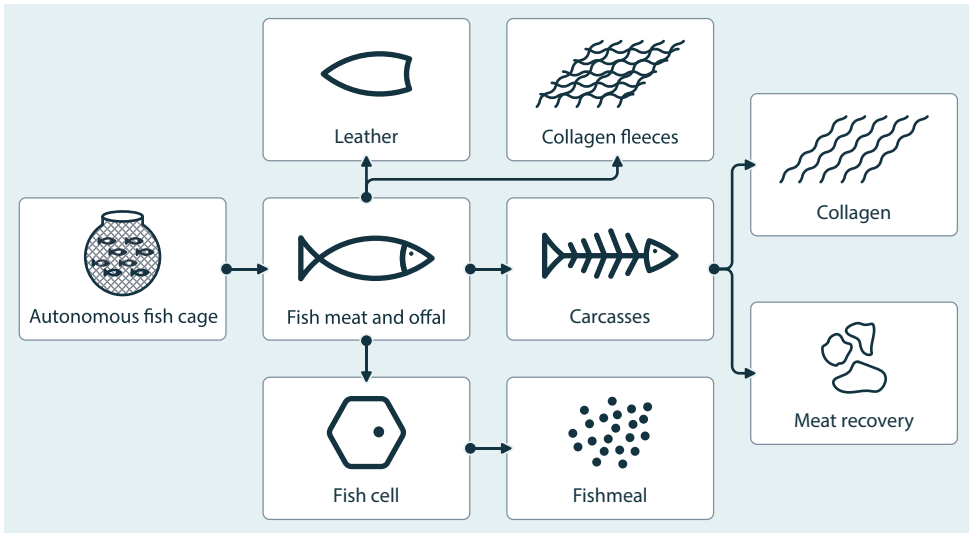 Leather
Collagen fleeces
Collagen
Autonomous fish cage
Fish meat and offal
Carcasses
Meat recovery
Fish cell
Fishmeal